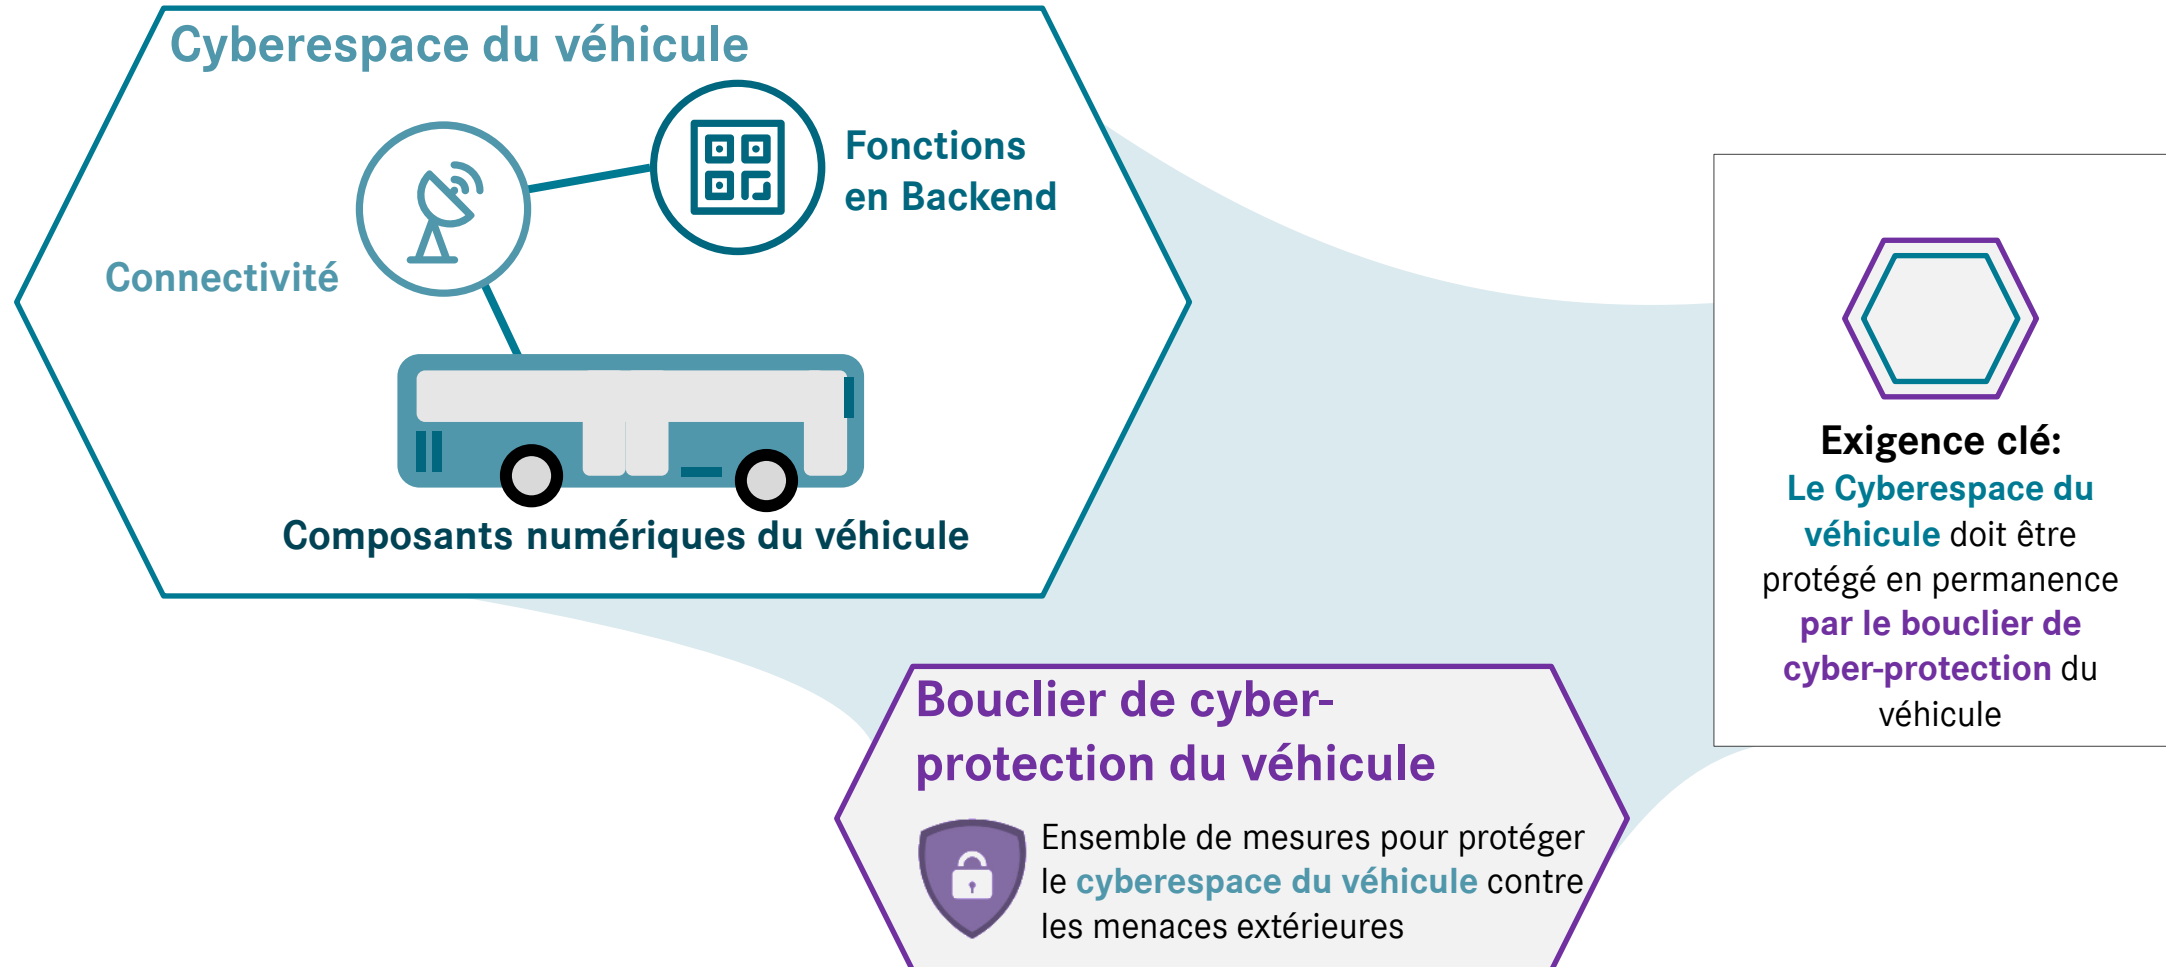 Cyberespace du véhicule
Fonctions
en Backend
Connectivité
Composants numériques du véhicule
Exigence clé:
Le Cyberespace du
véhicule doit être
protégé en permanence
par le bouclier de
cyber-protection du
véhicule
Bouclier de cyber-
protection du véhicule
Ensemble de mesures pour protéger
le cyberespace du véhicule contre
les menaces extérieures